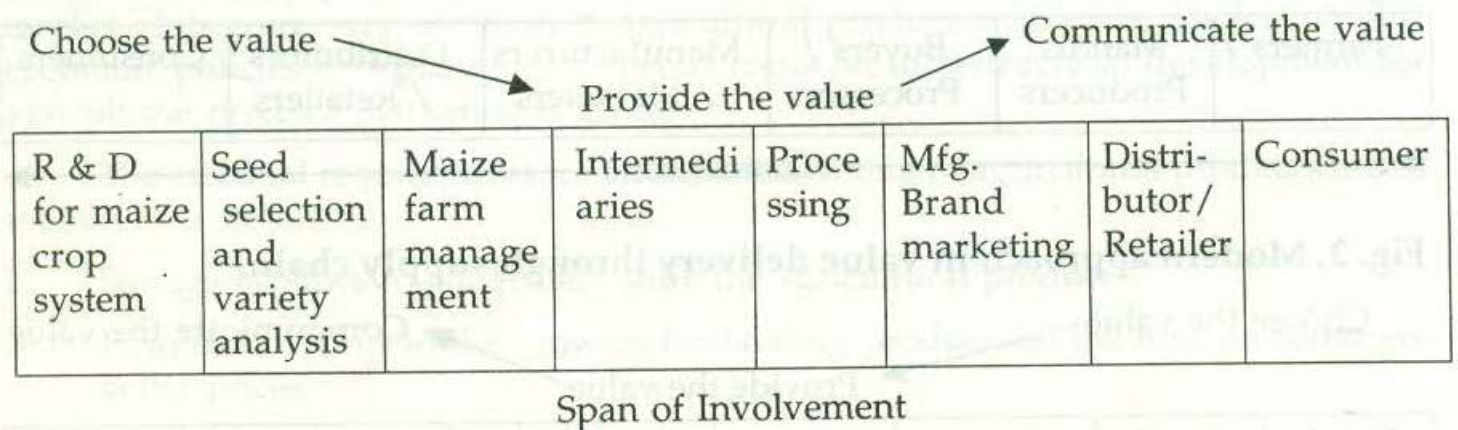 Choose the value
Communicate the value
Provide the value
R & D
for maize
crop
system
Seed
selection
and
variety
analysis
Maize
farm
manage
ment
Intermedi
aries
Proce
ssing
Mfg.
Brand
marketing
Distri-
butor/
Retailer
Consumer
Span of Involvement